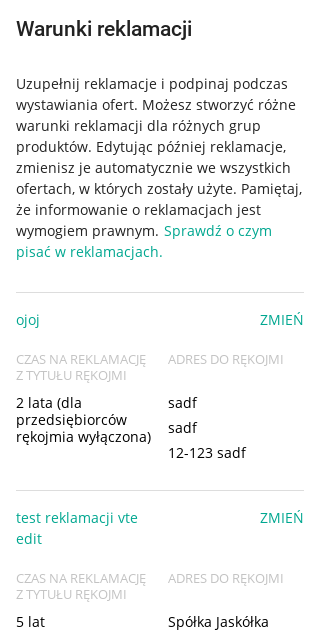 Warunki reklamacji
Uzupełnij reklamacje i podpinaj podczas
wystawiania ofert. Możesz stworzyć różne
warunki reklamacji dla różnych grup
produktów. Edytując później reklamacje,
zmienisz je automatycznie we wszystkich
ofertach, w których zostały użyte. Pamiętaj,
że informowanie o reklamacjach jest
wymogiem prawnym. Sprawdź o czym
pisać w reklamacjach.
ojoj ZMIEŃ
CZAS NA REKLAMACJĘ
Z TYTUŁU RĘKOJMI
2 lata (dla
przedsiębiorców
rękojmia wyłączona)
ADRES DO RĘKOJMI
sadf
sadf
12-123 sadf
test reklamacji vte
edit
ZMIEŃ
CZAS NA REKLAMACJĘ
Z TYTUŁU RĘKOJMI
5 lat
ADRES DO RĘKOJMI
Spółka Jaskółka